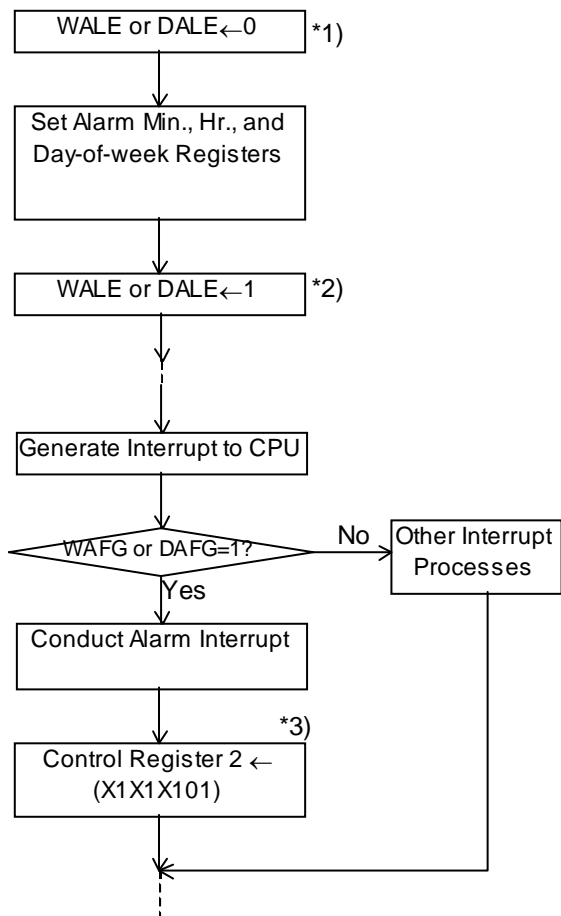 WALE or DALE←0
*1)
Set Alarm Min., Hr., and
Day-of-week Registers
WALE or DALE←1
*2)
Generate Interrupt to CPU
WAFG or DAFG=1?
No
Other Interrupt
Processes
Yes
Conduct Alarm Interrupt
*3)
Control Register 2 ←
(X1X1X101)